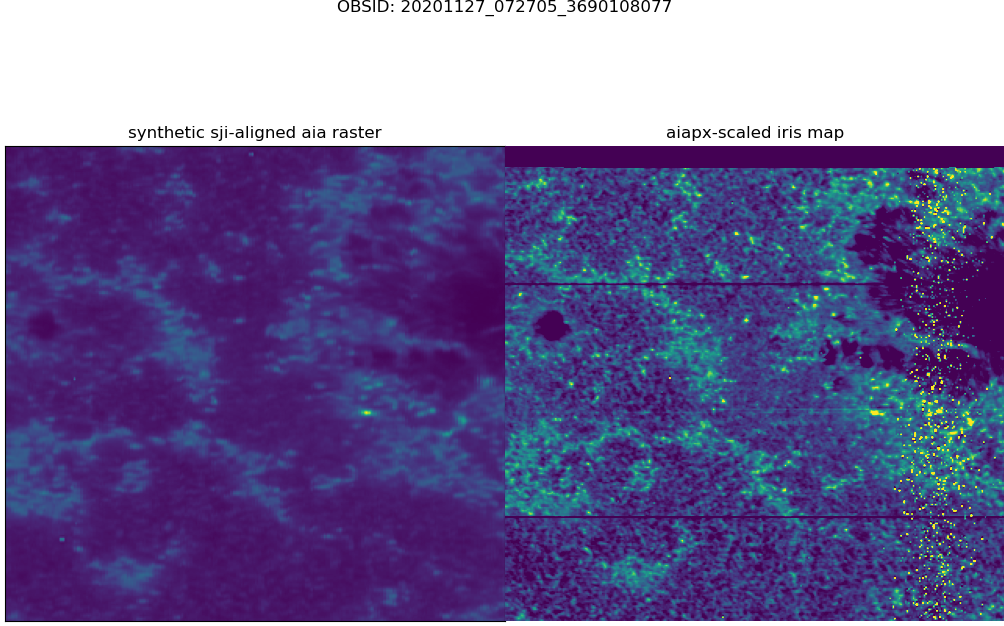 OBSID: 20201127_072705_3690108077
synthetic sji-aligned aia raster
aiapx-scaled iris map